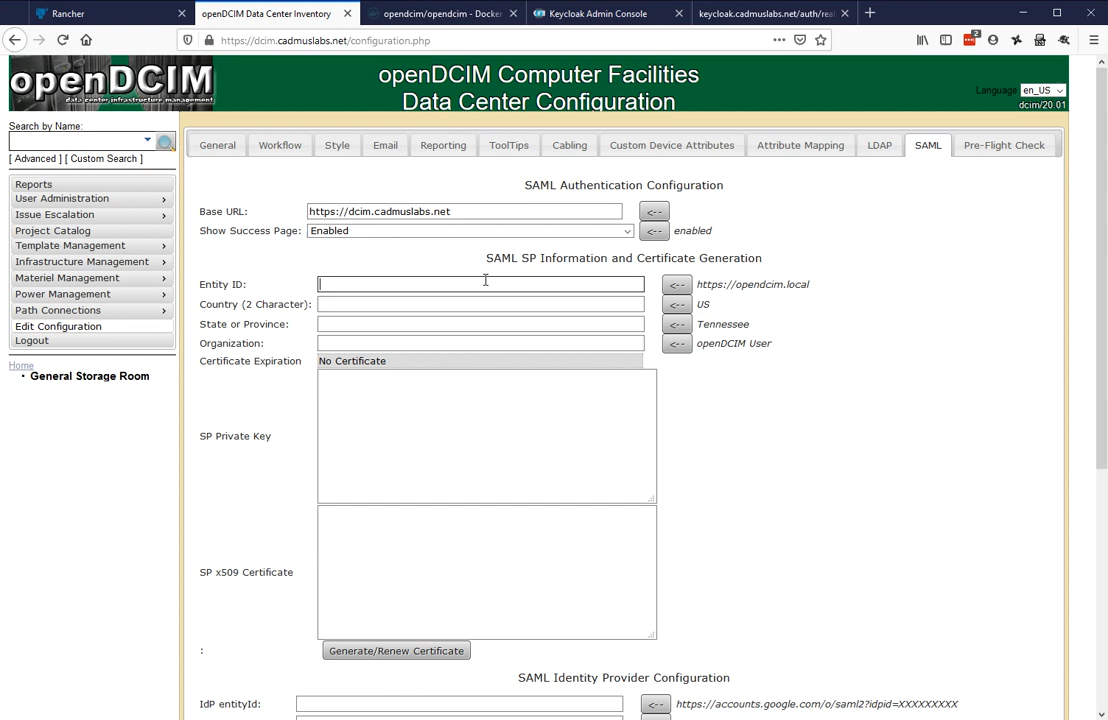 Rancher
openDCIM Data Center Inventory
opendcim/opendcim - Docker
Keycloak Admin Console
keycloak.cadmuslabs.net/auth/real
https://dcim.cadmuslabs.net/configuration.php
2
openDCIM
data center infrastructure management
openDCIM Computer Facilities
Data Center Configuration
Language en_US
dcim/20.01
Search by Name:
[ Advanced ] [ Custom Search ]
Reports
User Administration
Issue Escalation
Project Catalog
Template Management
Infrastructure Management
Materiel Management
Power Management
Path Connections
Edit Configuration
Logout
Home
General Storage Room
General Workflow Style Email Reporting ToolTips Cabling Custom Device Attributes Attribute Mapping LDAP SAML Pre-Flight Check
SAML Authentication Configuration
Base URL: https://dcim.cadmuslabs.net <--
Show Success Page: Enabled <-- enabled
SAML SP Information and Certificate Generation
Entity ID: <-- https://opendcim.local
Country (2 Character): <-- US
State or Province: <-- Tennessee
Organization: <-- openDCIM User
Certificate Expiration No Certificate
SP Private Key
SP x509 Certificate
: Generate/Renew Certificate
SAML Identity Provider Configuration
IdP entityId: <-- https://accounts.google.com/o/saml2?idpid=XXXXXXXXX